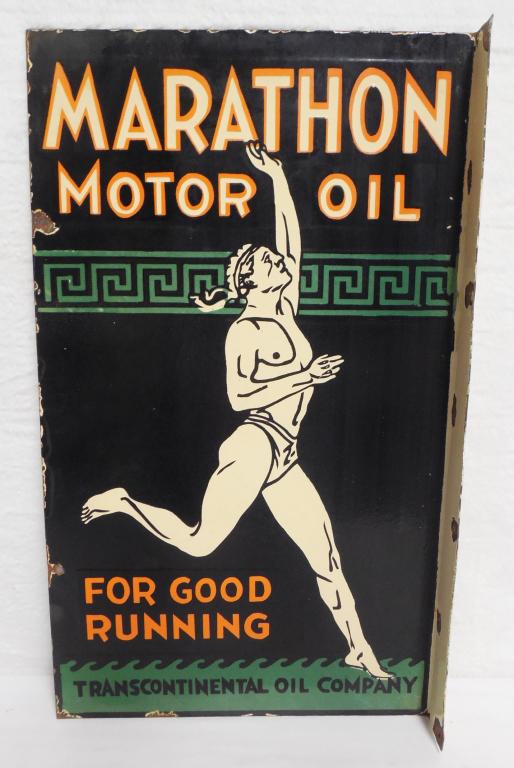 MARATHON
MOTOR OIL
FOR GOOD
RUNNING
TRANSCONTINENTAL OIL COMPANY